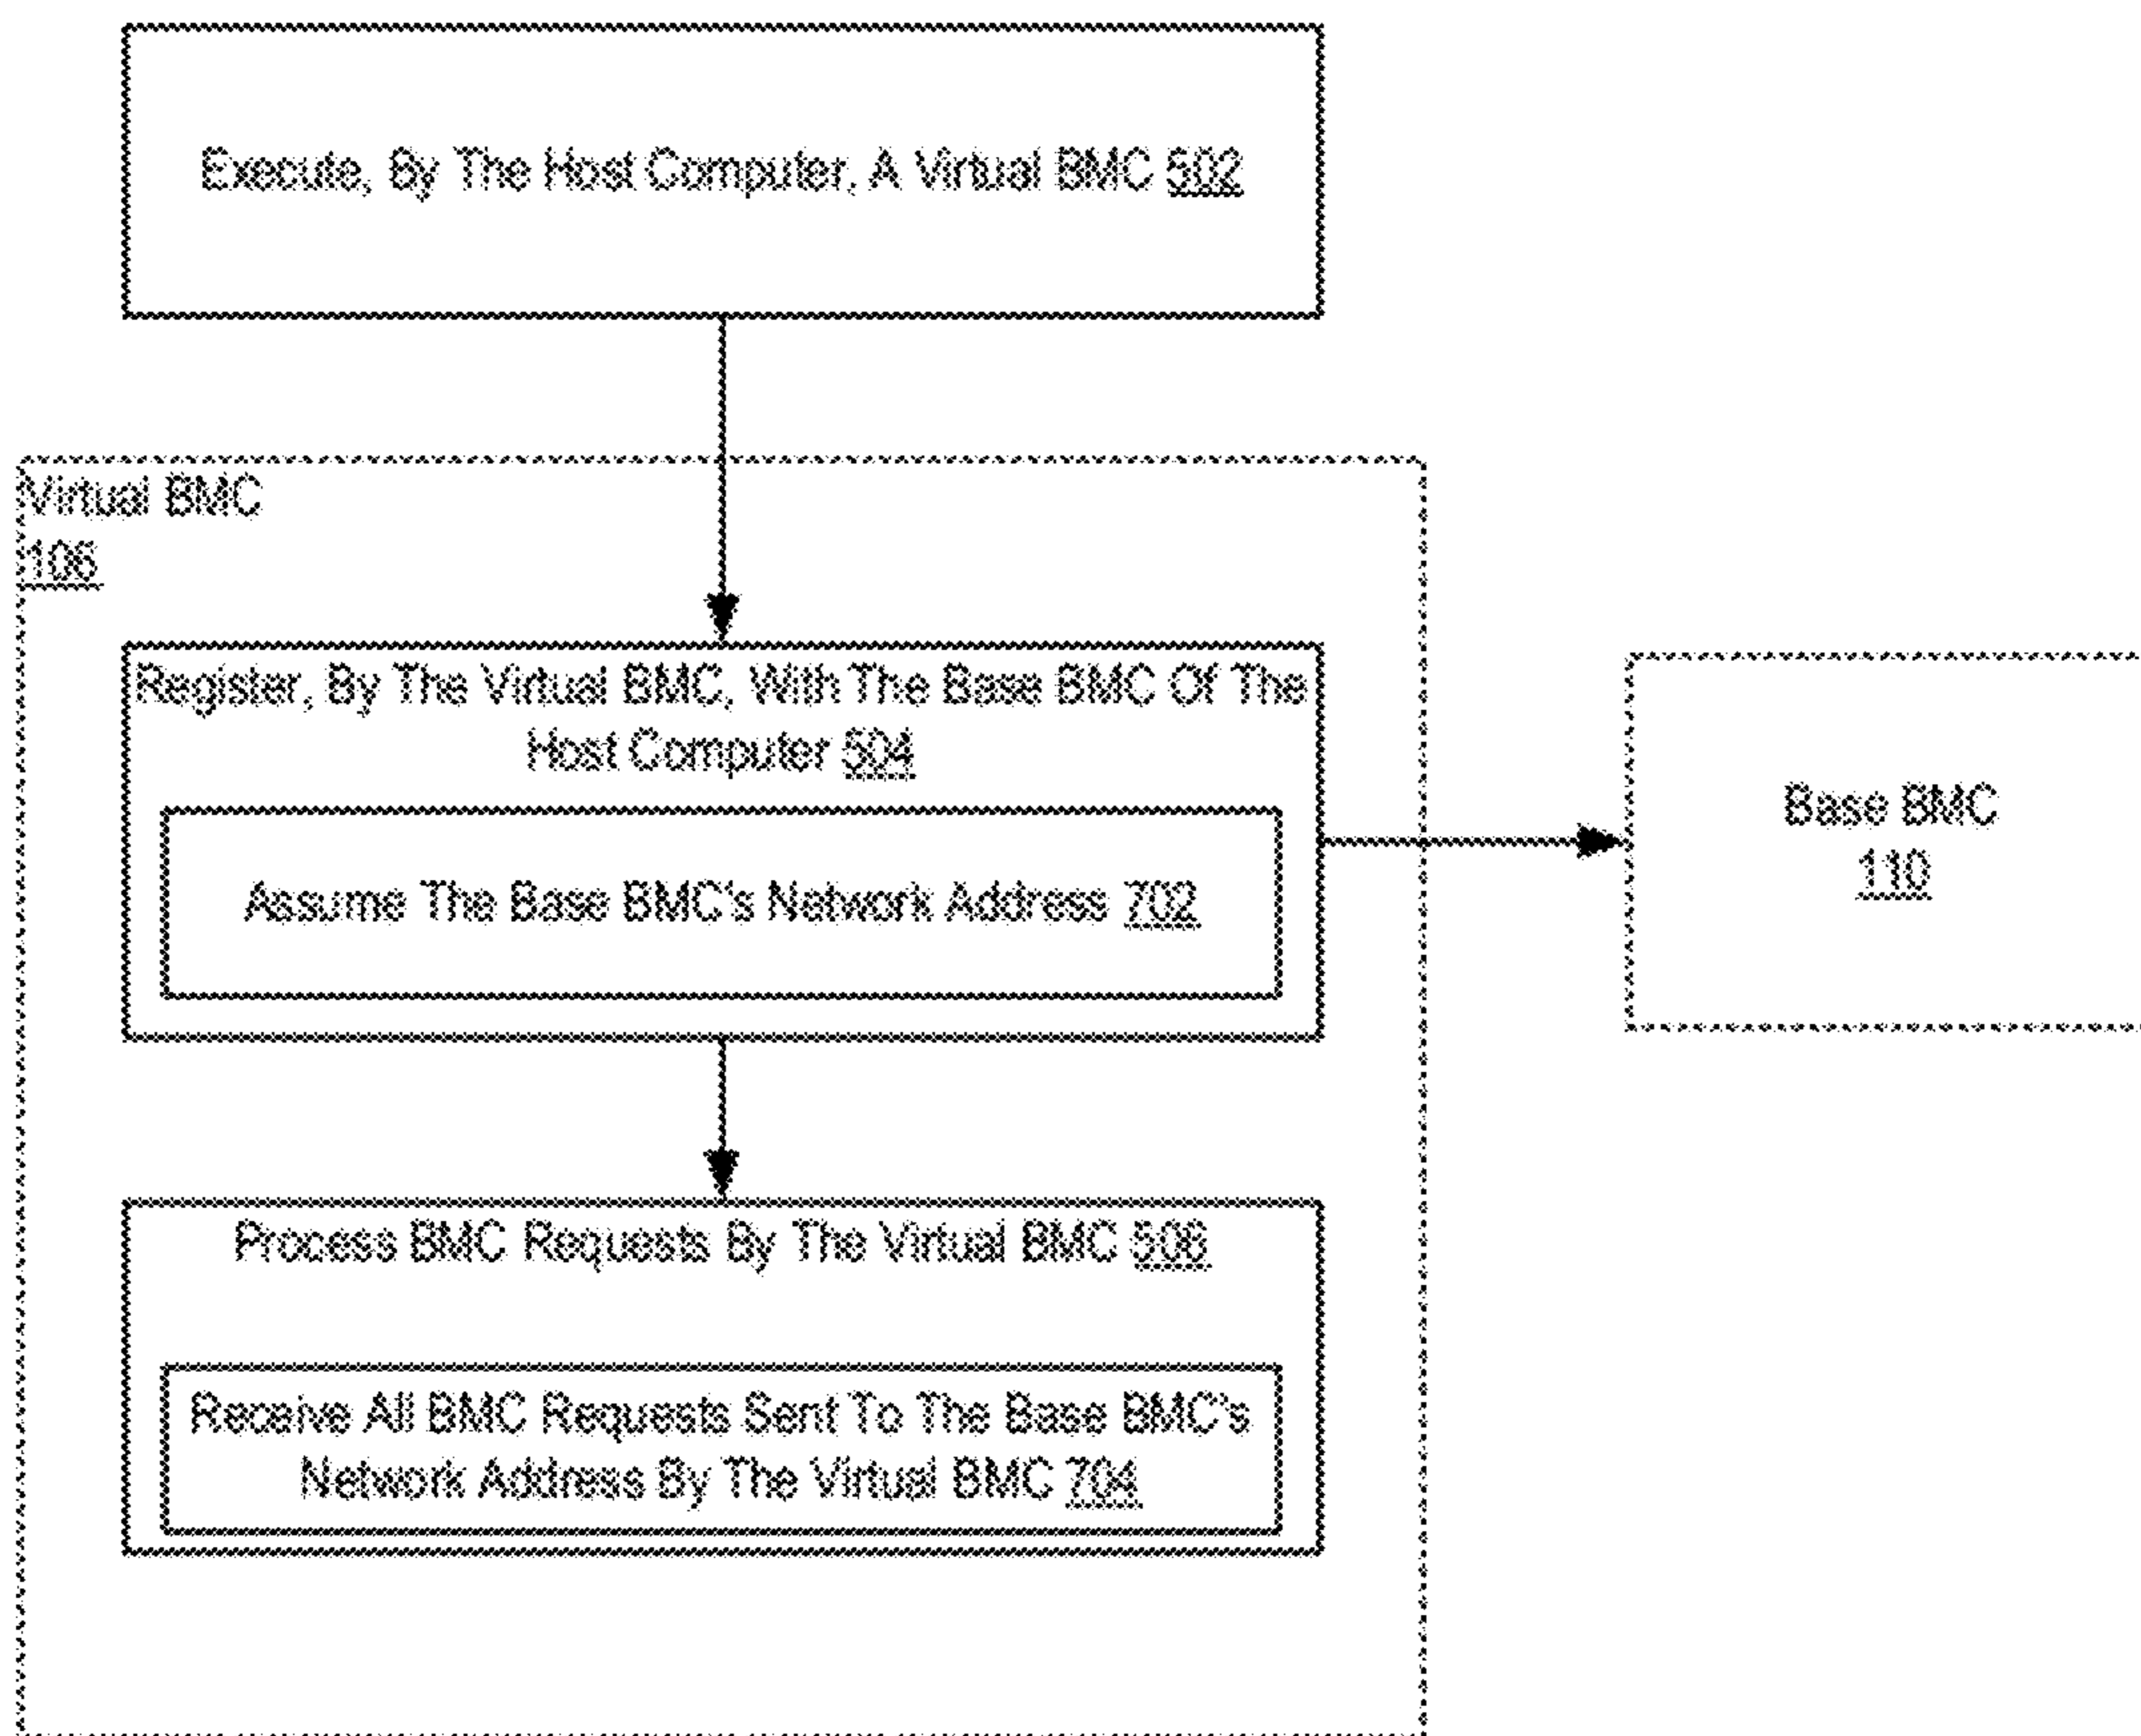 Execute, By The Host Computer, A Virtual BMC 502
Virtual BMC
106
Register, By The Virtual BMC, With The Base BMC Of The
Host Computer 504
Assume The Base BMC's Network Address 702
Base BMC
110
Process BMC Requests By The Virtual BMC 506
Receive All BMC Requests Sent To The Base BMC's
Network Address By The Virtual BMC 704